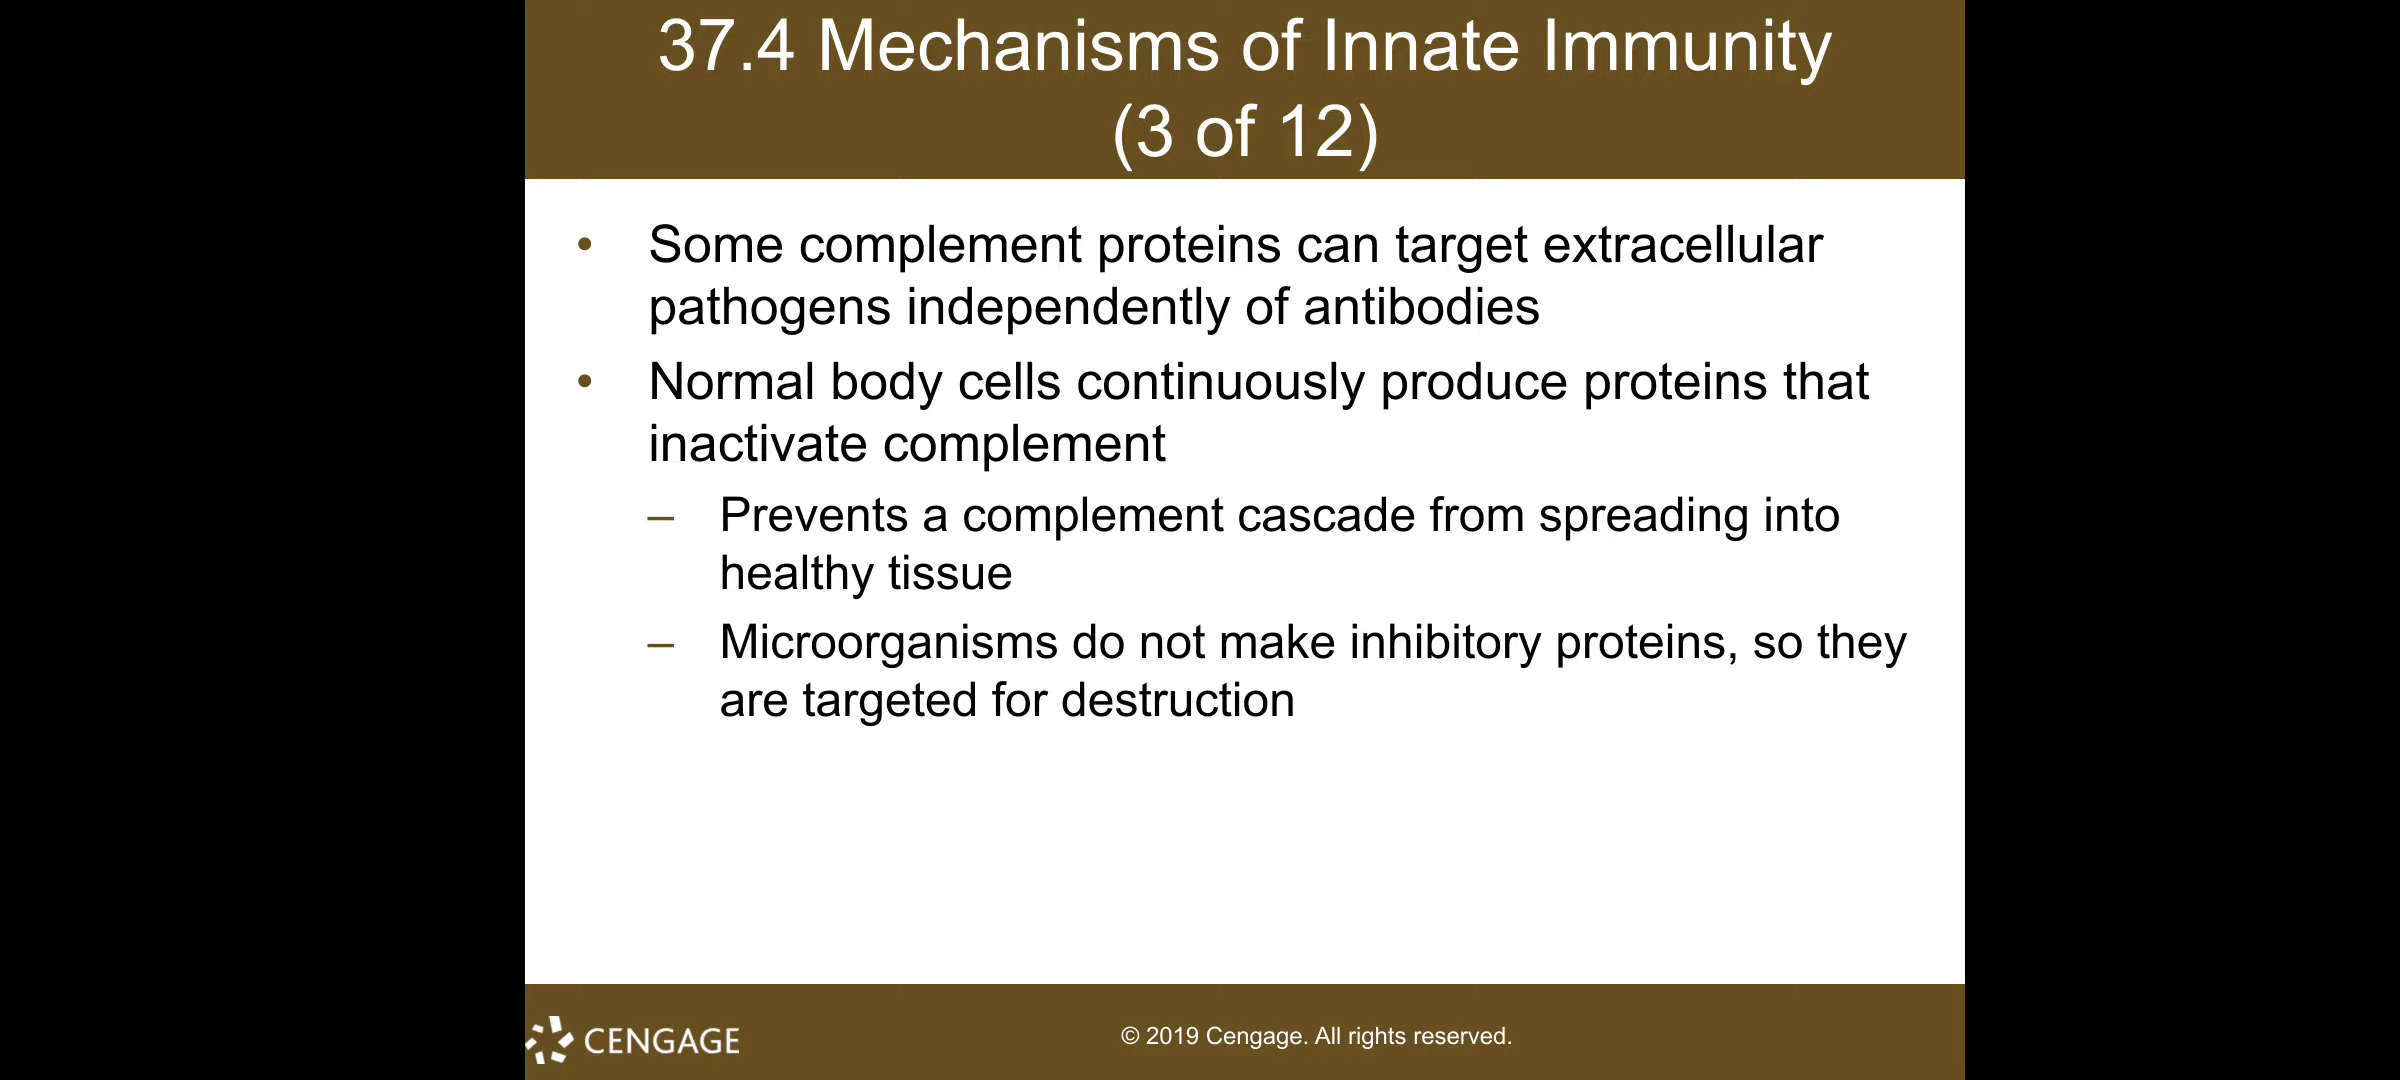 37.4 Mechanisms of Innate Immunity
(3 of 12)
• Some complement proteins can target extracellular
pathogens independently of antibodies
• Normal body cells continuously produce proteins that
inactivate complement
– Prevents a complement cascade from spreading into
healthy tissue
– Microorganisms do not make inhibitory proteins, so they
are targeted for destruction
CENGAGE
© 2019 Cengage. All rights reserved.